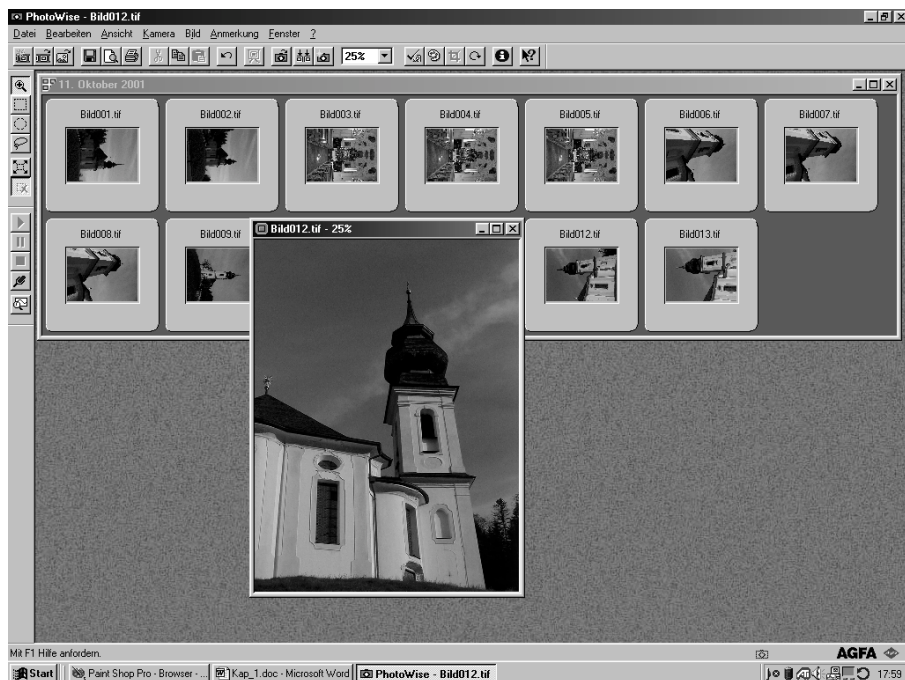 PhotoWise - Bild012.tif
Datei Bearbeiten Ansicht Kamera Bild Anmerkung Fenster ?
25%
11. Oktober 2001
Bild001.tif Bild002.tif Bild003.tif Bild004.tif Bild005.tif Bild006.tif Bild007.tif
Bild008.tif Bild009.tif Bild012.tif Bild013.tif
Bild012.tif - 25%
Mit F1 Hilfe anfordern.
AGFA
Start Paint Shop Pro - Browser - ... Kap_1.doc - Microsoft Word PhotoWise - Bild012.tif 17:59